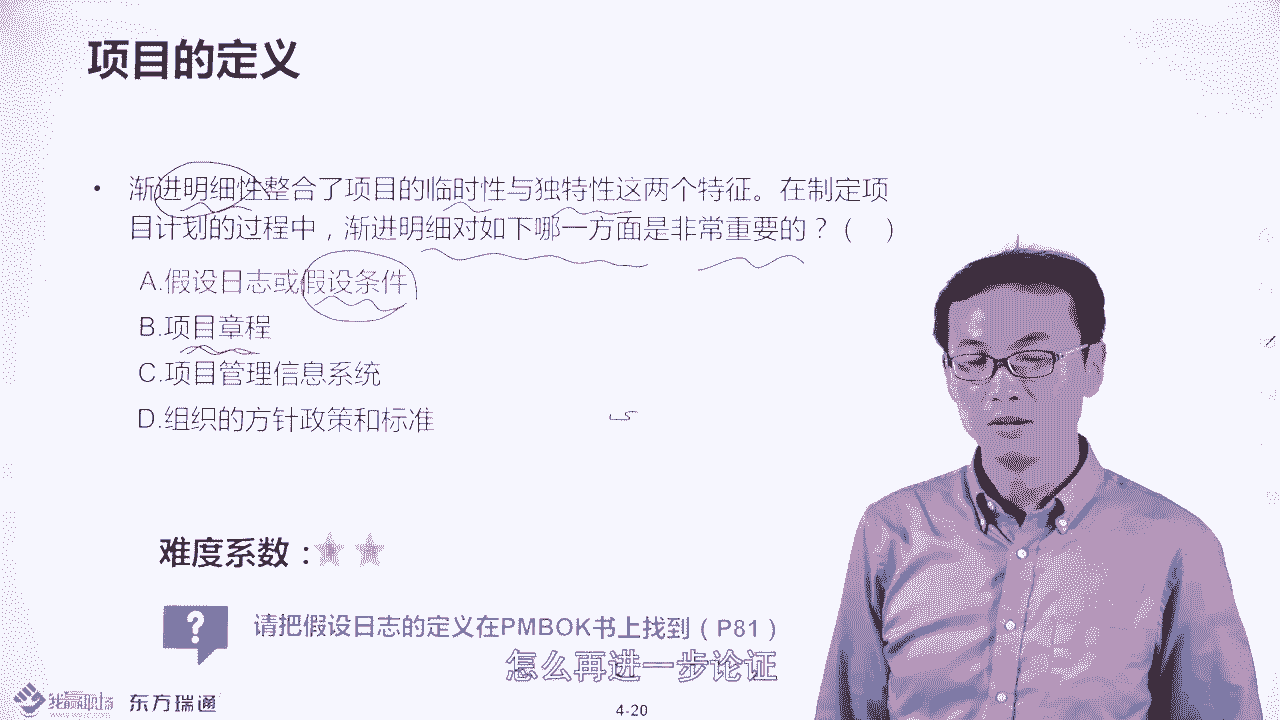 项目的定义
• 渐进明细性整合了项目的临时性与独特性这两个特征。在制定项
目计划的过程中，渐进明细对如下哪一方面是非常重要的？（ ）
A.假设日志或假设条件
B.项目章程
C.项目管理信息系统
D.组织的方针政策和标准
难度系数：
?
请把假设日志的定义在PMBOK书上找到（P81）
怎么再进一步论证
我赢职场 东方瑞通
4-20